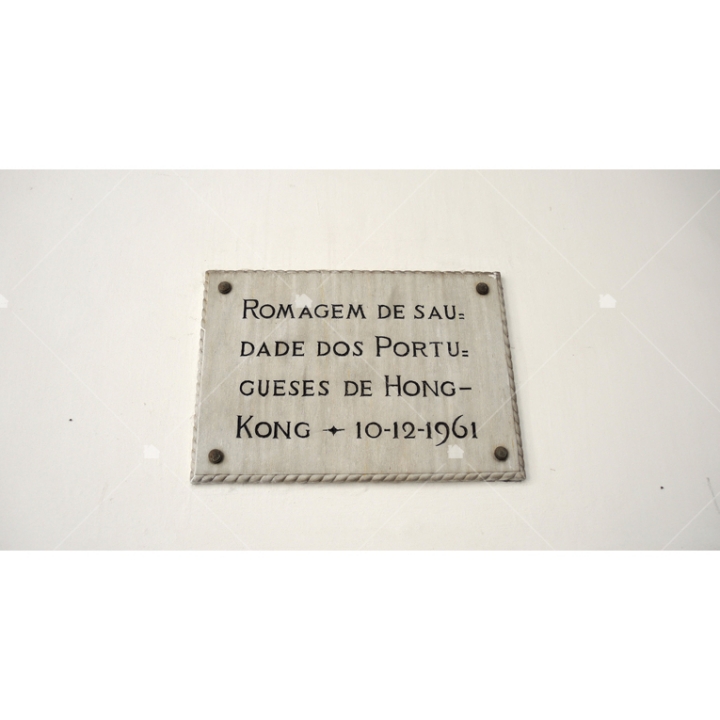 ROMAGEM DE SAU=
DADE DOS PORTU=
GUESES DE HONG-
KONG ✦ 10-12-1961